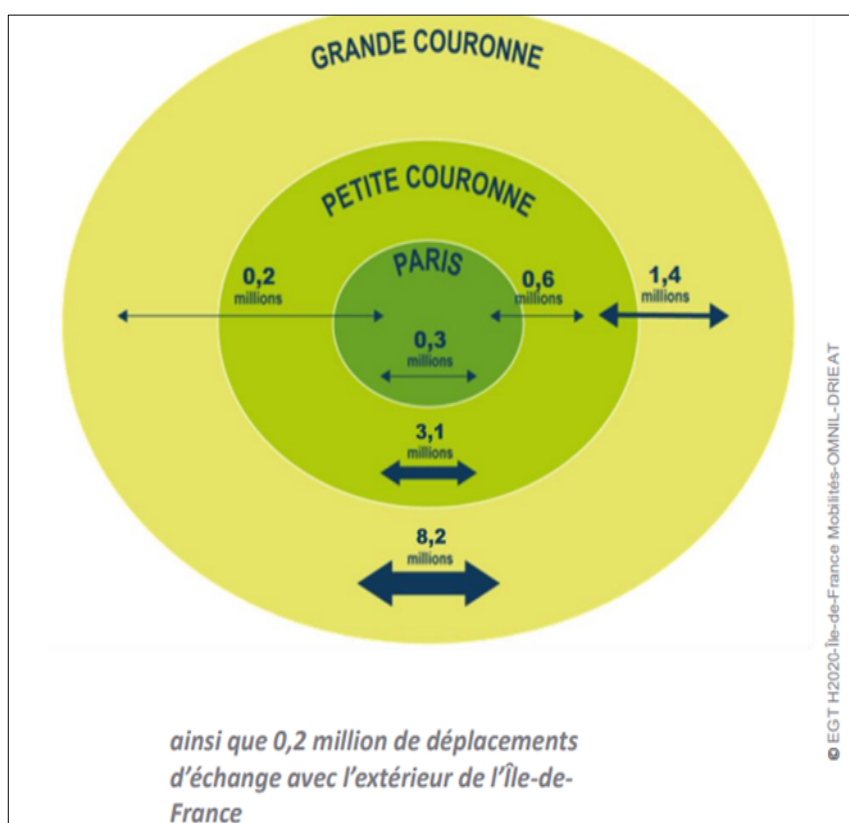 GRANDE COURONNE
PETITE COURONNE
PARIS
0,2
millions
0,6
millions
1,4
millions
0,3
millions
3,1
millions
8,2
millions
© EGT H2020-Île-de-France Mobilités-OMNIL-DRIEAT
ainsi que 0,2 million de déplacements
d’échange avec l’extérieur de l’Île-de-
France